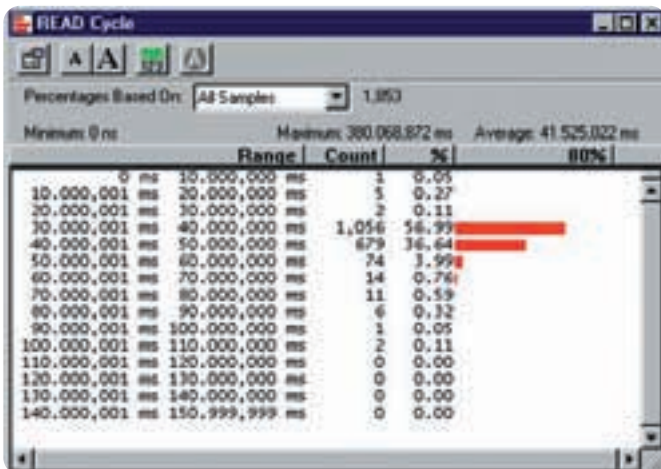 READ Cycle
A A
Percentages Based On: All Samples 1,853
Minimum: 0 ns Maximum: 380.068,872 ms Average: 41.525,022 ms
Range Count % 80%
0 ms 10.000,000 ms 1 0.05
10.000,001 ms 20.000,000 ms 5 0.27
20.000,001 ms 30.000,000 ms 2 0.11
30.000,001 ms 40.000,000 ms 1,056 56.99
40.000,001 ms 50.000,000 ms 679 36.64
50.000,001 ms 60.000,000 ms 74 3.99
60.000,001 ms 70.000,000 ms 14 0.76
70.000,001 ms 80.000,000 ms 11 0.59
80.000,001 ms 90.000,000 ms 6 0.32
90.000,001 ms 100.000,000 ms 1 0.05
100.000,001 ms 110.000,000 ms 2 0.11
110.000,001 ms 120.000,000 ms 0 0.00
120.000,001 ms 130.000,000 ms 0 0.00
130.000,001 ms 140.000,000 ms 0 0.00
140.000,001 ms 150.999,999 ms 0 0.00